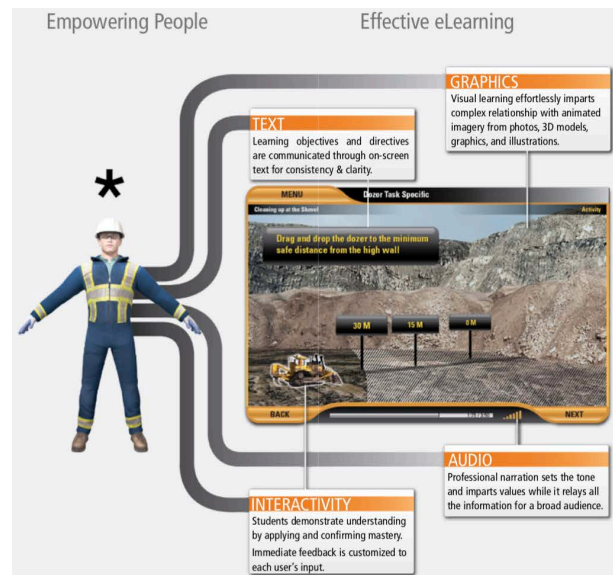 Empowering People
Effective eLearning
GRAPHICS
Visual learning effortlessly imparts
complex relationship with animated
imagery from photos, 3D models,
graphics, and illustrations.
TEXT
Learning objectives and directives
are communicated through on-screen
text for consistency & clarity.
*
MENU
Dozer Task Specific
Cleaning up at the Shovel
Activity
Drag and drop the dozer to the minimum
safe distance from the high wall
30 M
15 M
0 M
BACK
NEXT
AUDIO
Professional narration sets the tone
and imparts values while it relays all
the information for a broad audience.
INTERACTIVITY
Students demonstrate understanding
by applying and confirming mastery.
Immediate feedback is customized to
each user's input.